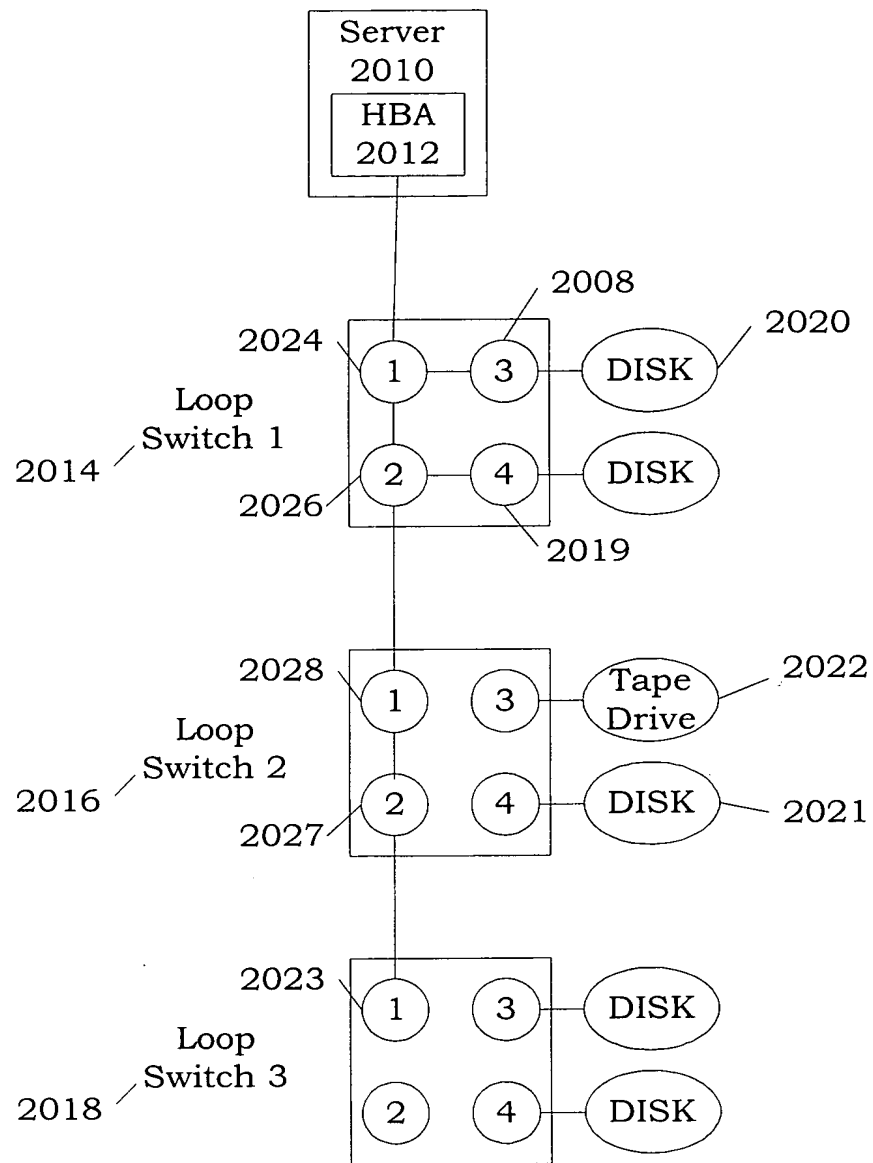 Server
2010
HBA
2012
2008
2020
2024
1
3
DISK
Loop
Switch 1
2014
2
4
DISK
2026
2019
2028
1
3
Tape
Drive
2022
Loop
Switch 2
2016
2
4
DISK
2021
2027
2023
1
3
DISK
Loop
Switch 3
2018
2
4
DISK